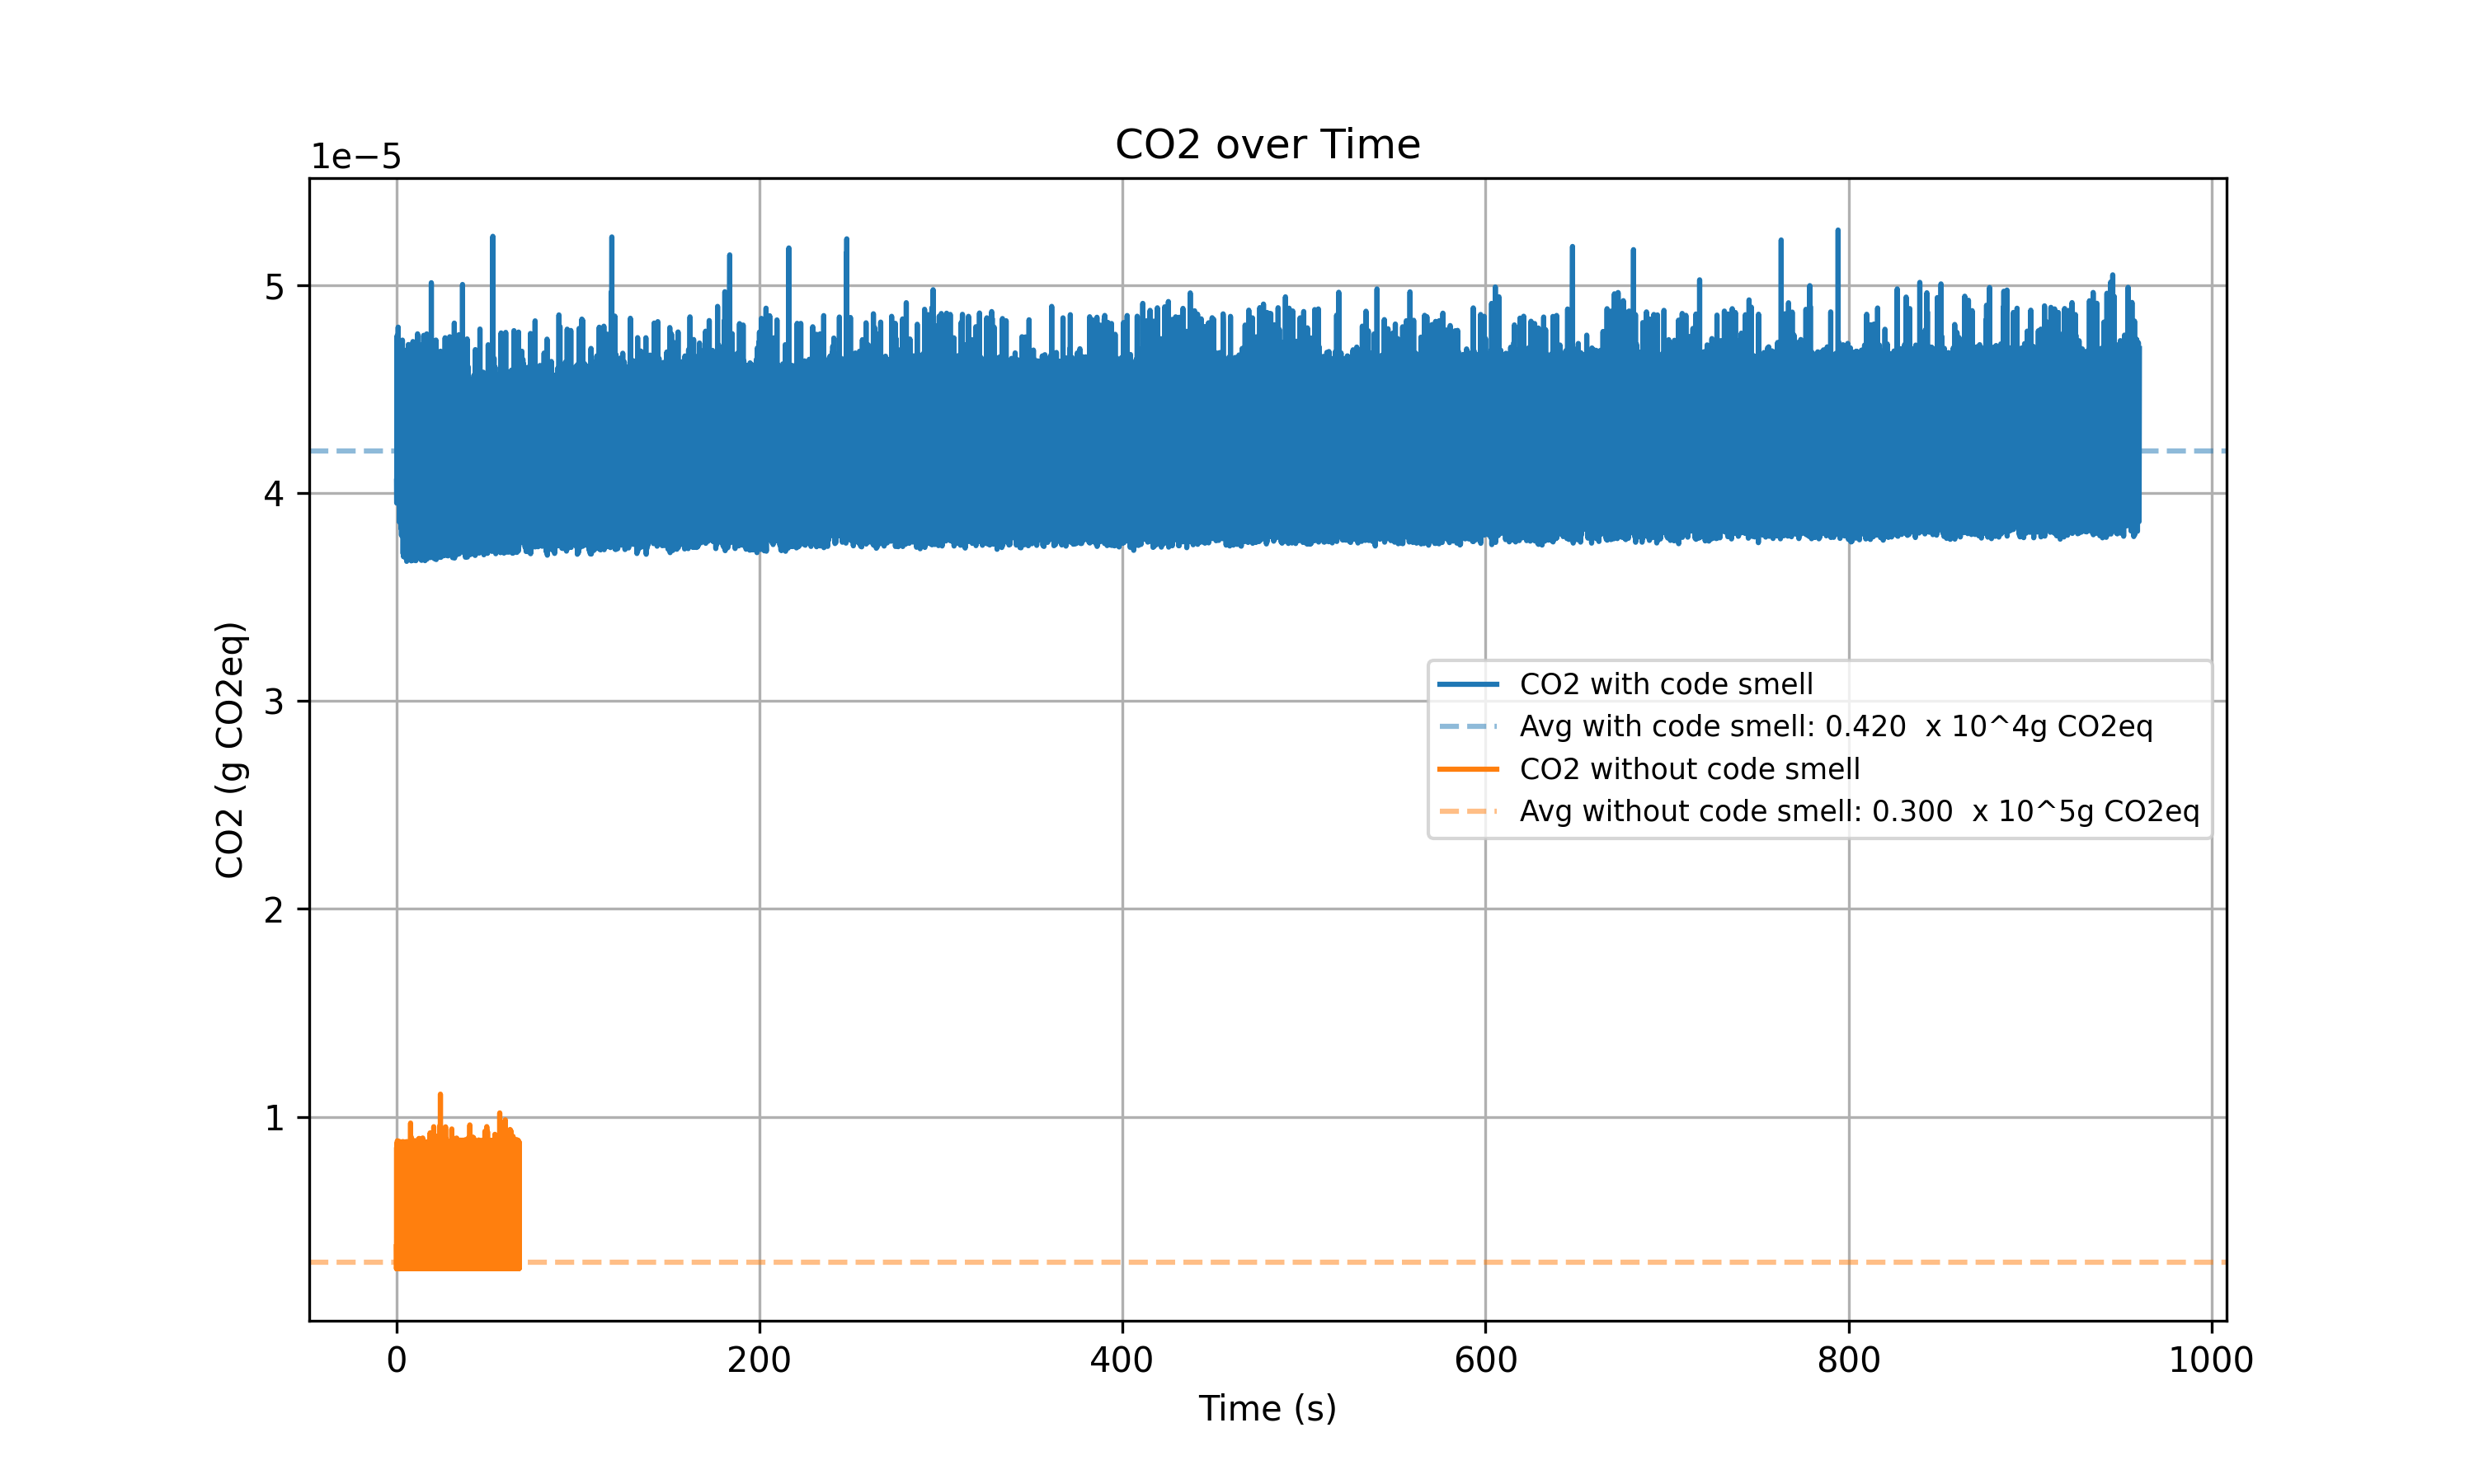 CO2 over Time
1e−5
5
4
3
2
1
CO2 (g CO2eq)
CO2 with code smell
Avg with code smell: 0.420  x 10^4g CO2eq
CO2 without code smell
Avg without code smell: 0.300  x 10^5g CO2eq
0 200 400 600 800 1000
Time (s)